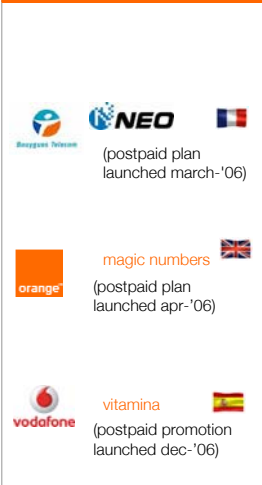 NEO
Bouygues Telecom
(postpaid plan
launched march-'06)
magic numbers
orange™
(postpaid plan
launched apr-'06)
vitamina
vodafone
(postpaid promotion
launched dec-'06)